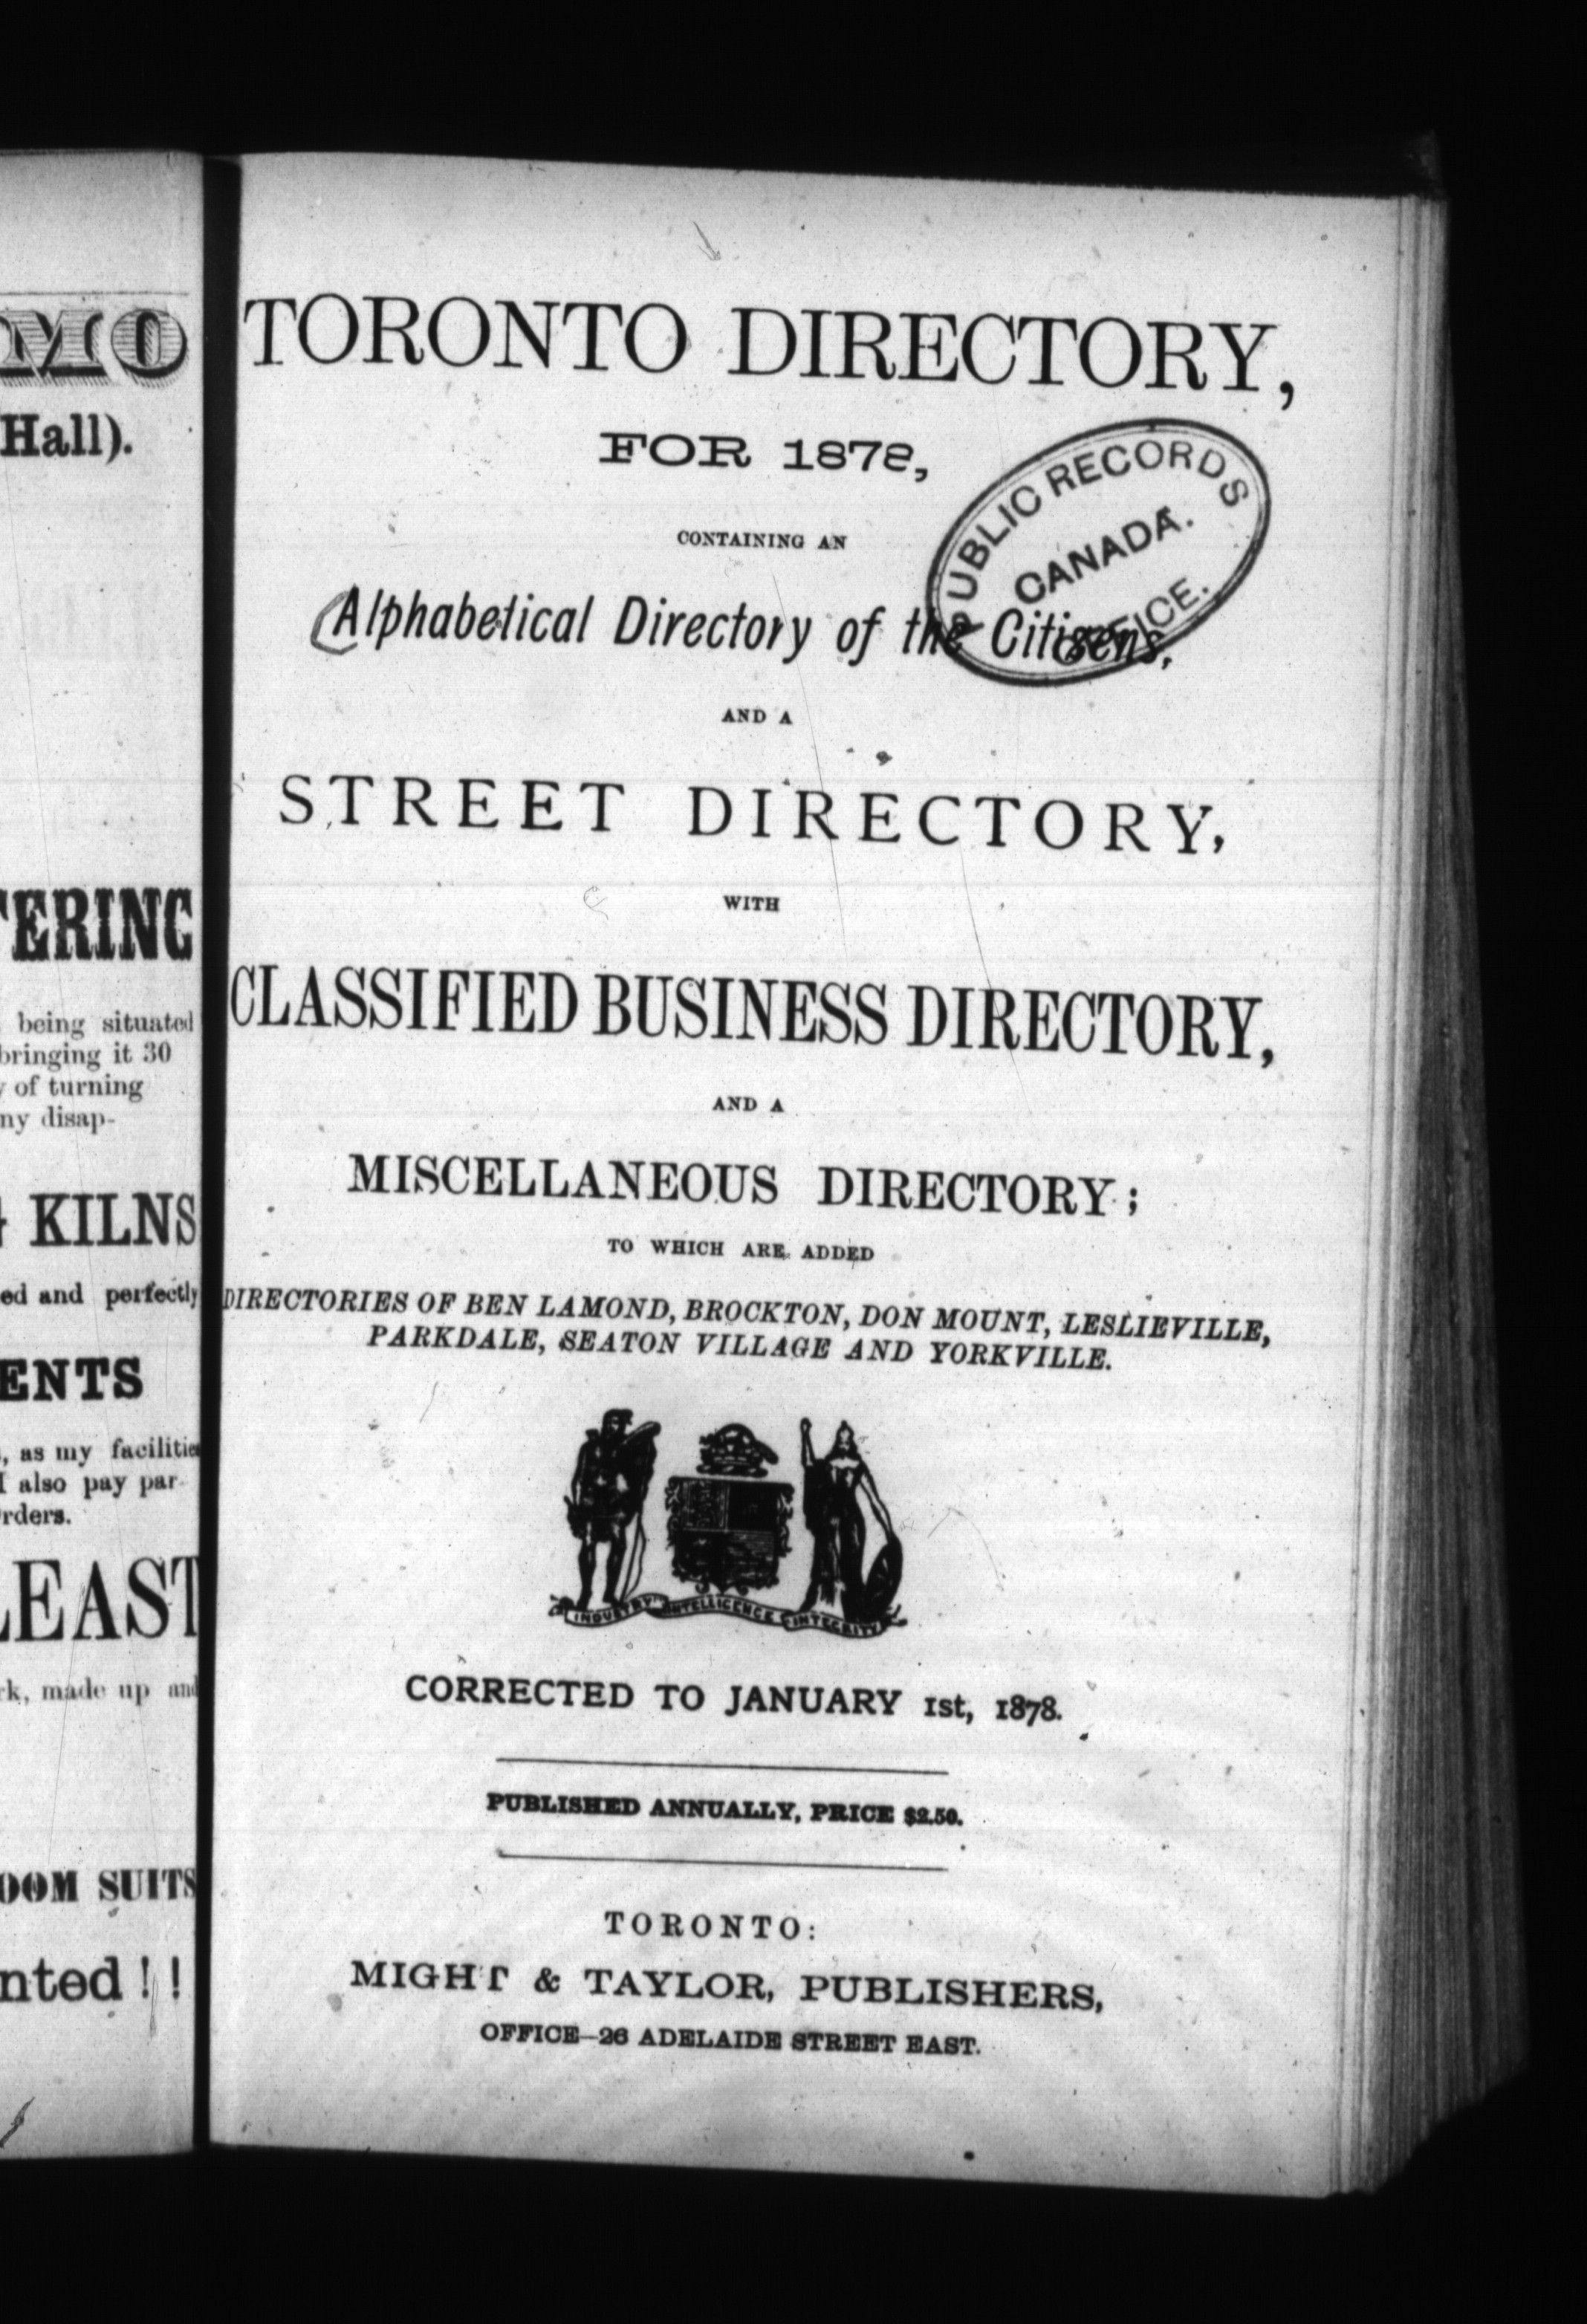 MO
Hall).
TERING
being situated
bringing it 30
of turning
ny disap-
KILNS
ed and perfectly
ENTS
, as my facilitie
I also pay par-
rders.
LEAST
rk, made up and
OOM SUITS
nted!!
TORONTO DIRECTORY,
FOR 1878,
CONTAINING AN
Alphabetical Directory of the Citizens,
PUBLIC RECORDS
CANADA.
OFFICE.
AND A
STREET DIRECTORY,
WITH
CLASSIFIED BUSINESS DIRECTORY,
AND A
MISCELLANEOUS DIRECTORY;
TO WHICH ARE ADDED
DIRECTORIES OF BEN LAMOND, BROCKTON, DON MOUNT, LESLIEVILLE,
PARKDALE, SEATON VILLAGE AND YORKVILLE.
INDUSTRY INTELLIGENCE INTEGRITY
CORRECTED TO JANUARY 1st, 1878.
PUBLISHED ANNUALLY, PRICE $2.50.
TORONTO:
MIGHT & TAYLOR, PUBLISHERS,
OFFICE—26 ADELAIDE STREET EAST.